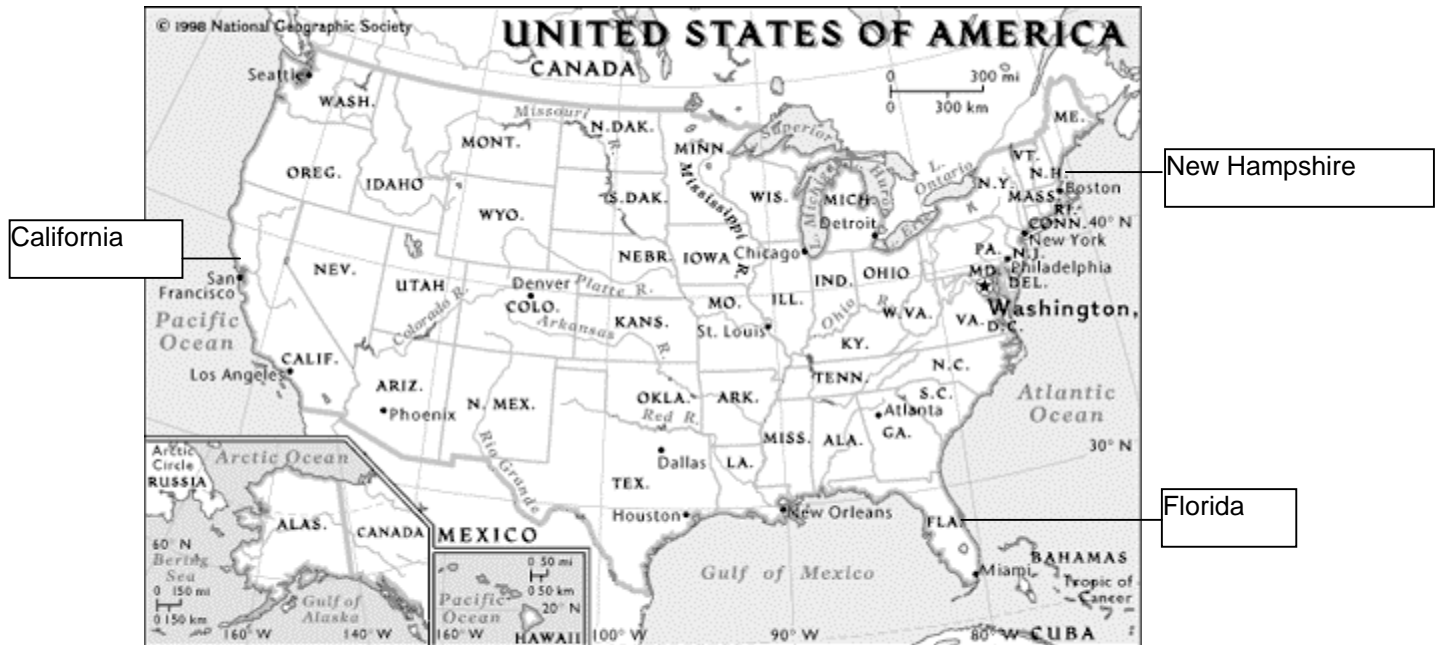 © 1998 National Geographic Society
UNITED STATES OF AMERICA
CANADA
0 300 mi
0 300 km
Seattle
WASH.
Missouri
R.
N.DAK.
MONT.
MINN.
Superior
ME.
OREG.
IDAHO
S.DAK.
Mississippi
R.
WIS.
L. Michigan
MICH.
L. Huron
L.
Ontario
VT.
N.H.
New Hampshire
N.Y.
MASS.
Boston
R.I.
CONN.
40° N
California
WYO.
Detroit
L. Erie
New York
NEBR.
IOWA
Chicago
PA.
N.J.
Philadelphia
San
Francisco
NEV.
UTAH
Denver
Platte R.
IND.
OHIO
MD.
DEL.
COLO.
MO.
ILL.
Washington,
D.C.
Pacific
Ocean
Colorado R.
Arkansas
R.
KANS.
St. Louis
Ohio
R.
W.VA.
VA.
KY.
CALIF.
Los Angeles
ARIZ.
Phoenix
N. MEX.
OKLA.
Red R.
ARK.
TENN.
N.C.
S.C.
Atlanta
GA.
Atlantic
Ocean
MISS.
ALA.
30° N
Rio Grande
Dallas
LA.
TEX.
Houston
New Orleans
FLA.
Florida
Arctic
Circle
Arctic Ocean
RUSSIA
ALAS.
CANADA
MEXICO
60° N
Bering
Sea
0 150 mi
0 150 km
Gulf of
Alaska
160° W
140° W
0 50 mi
0 50 km
Pacific
Ocean
20° N
160° W
HAWAII
Gulf of Mexico
BAHAMAS
Miami
Tropic of
Cancer
100° W
90° W
80° W
CUBA